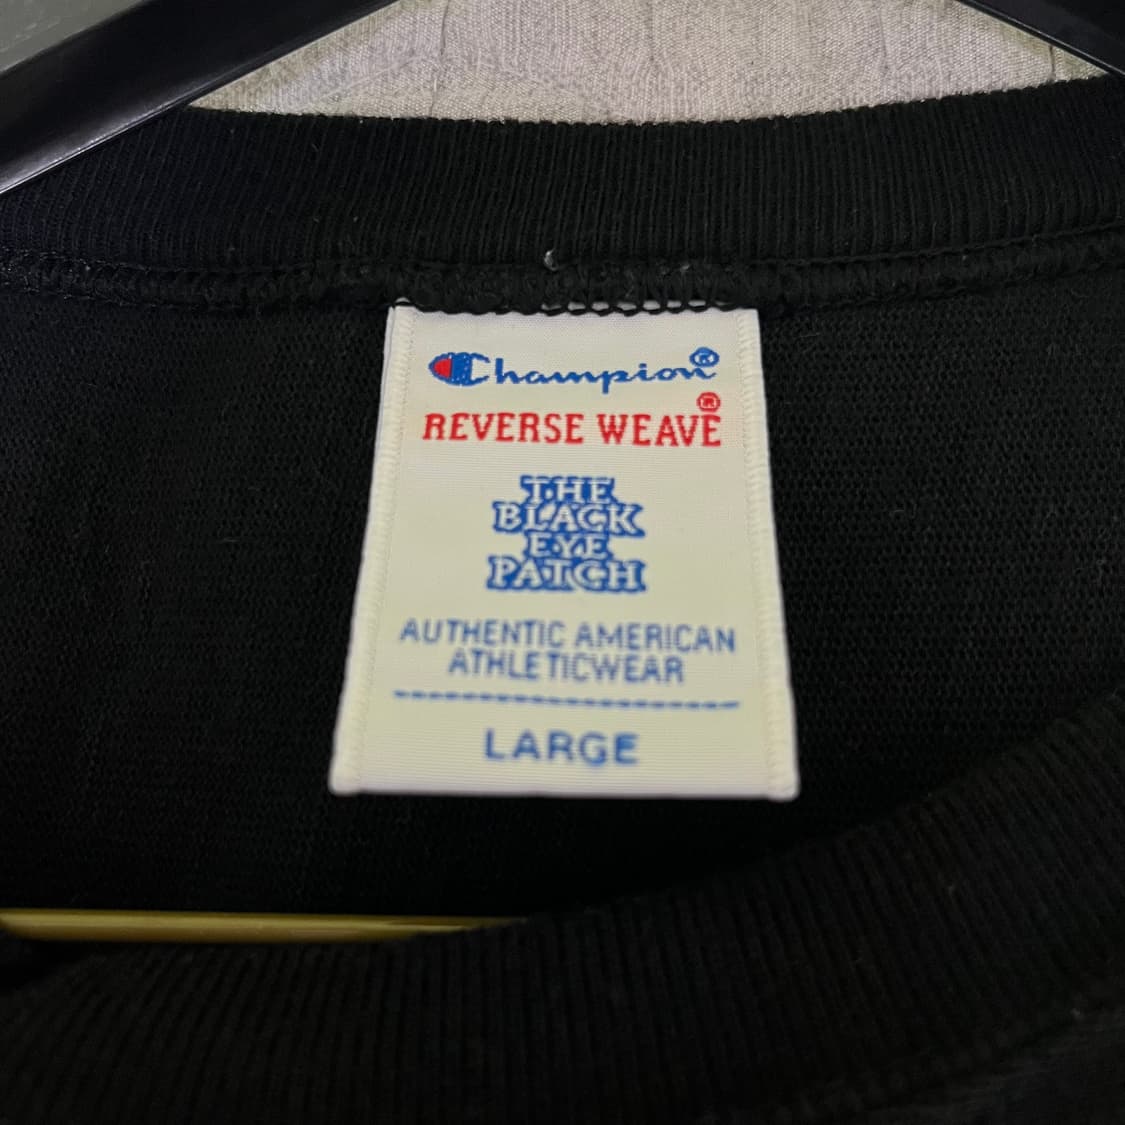 Champion®
REVERSE WEAVE®
THE
BLACK
EYE
PATCH
AUTHENTIC AMERICAN
ATHLETICWEAR
LARGE